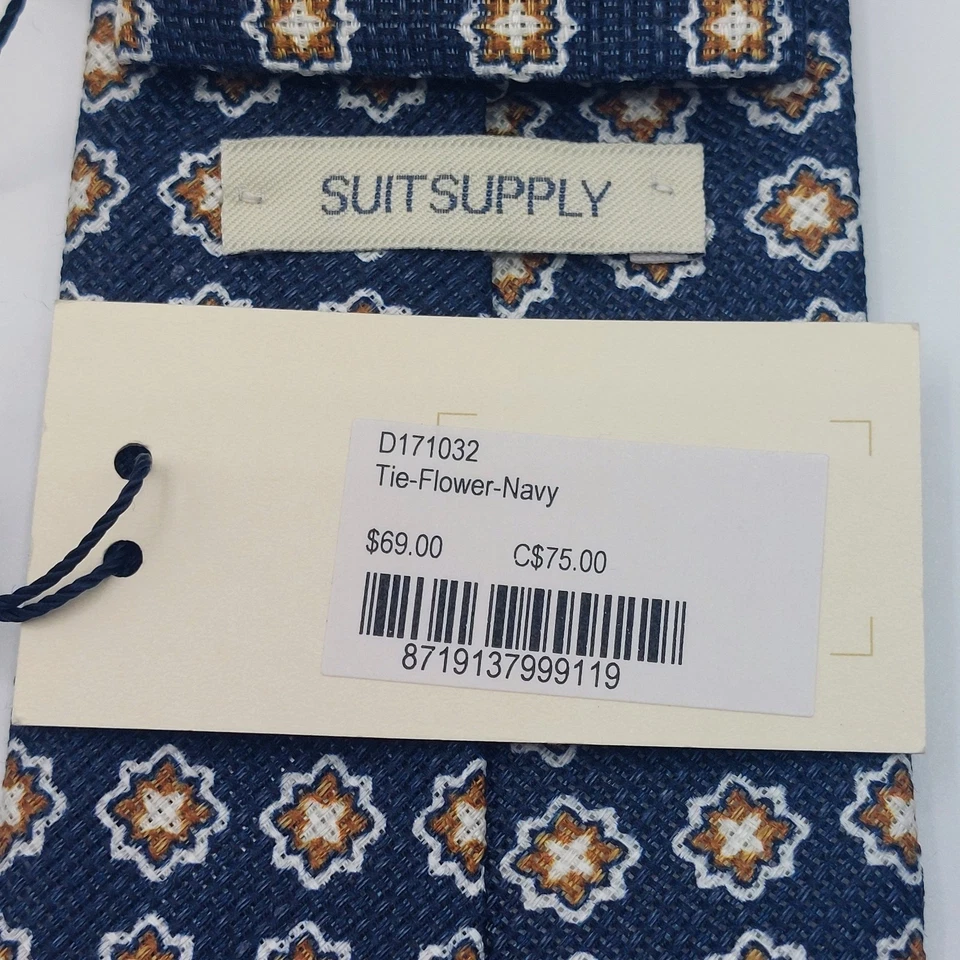 SUITSUPPLY
D171032
Tie-Flower-Navy
$69.00 C$75.00
8719137999119